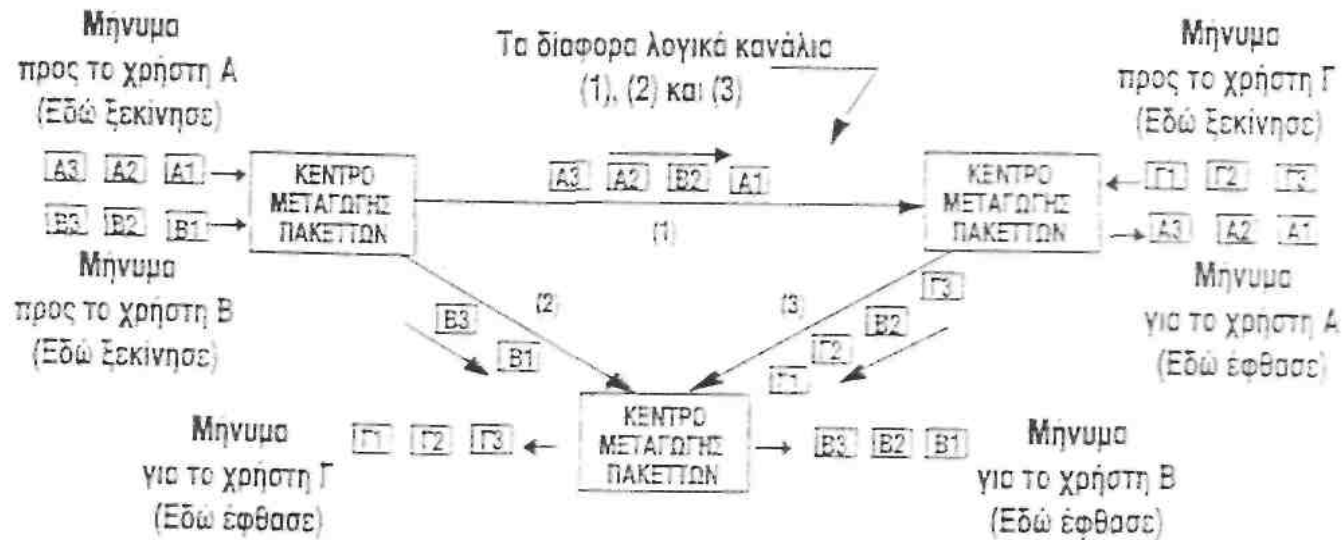 Μήνυμα
προς το χρήστη Α
(Εδώ ξεκίνησε)
Α3 Α2 Α1
Β3 Β2 Β1
Μήνυμα
προς το χρήστη Β
(Εδώ ξεκίνησε)
ΚΕΝΤΡΟ
ΜΕΤΑΓΩΓΗΣ
ΠΑΚΕΤΤΩΝ
Τα δίαφορα λογικά κανάλια
(1), (2) και (3)
Α3 Α2 Β2 Α1
(1)
Μήνυμα
προς το χρήστη Γ
(Εδώ ξεκίνησε)
ΚΕΝΤΡΟ
ΜΕΤΑΓΩΓΗΣ
ΠΑΚΕΤΤΩΝ
Γ1 Γ2 Γ3
Α3 Α2 Α1
Μήνυμα
για το χρήστη Α
(Εδώ έφθασε)
(2)
Β3
Β1
(3)
Γ3
Β2
Γ2
Γ1
ΚΕΝΤΡΟ
ΜΕΤΑΓΩΓΗΣ
ΠΑΚΕΤΤΩΝ
Μήνυμα
για το χρήστη Γ
(Εδώ έφθασε)
Γ1 Γ2 Γ3
Β3 Β2 Β1
Μήνυμα
για το χρήστη Β
(Εδώ έφθασε)